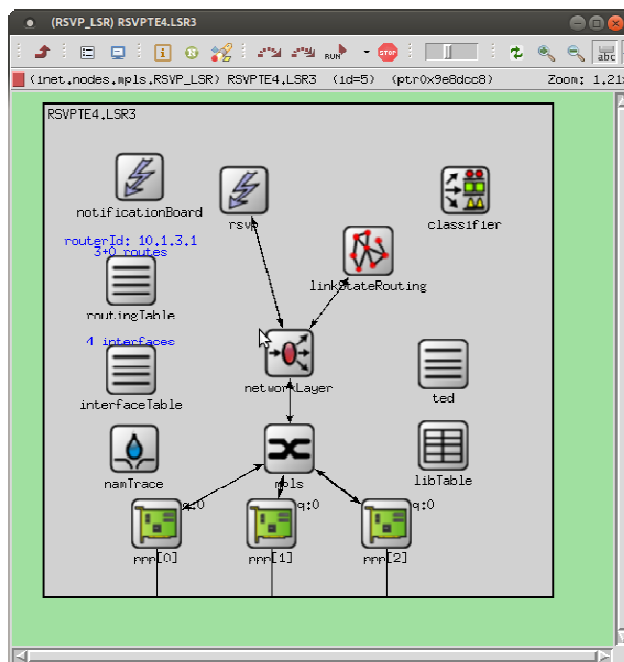 (RSVP_LSR) RSVPTE4.LSR3
RUN
STOP
abc
(inet.nodes.mpls.RSVP_LSR) RSVPTE4.LSR3 (id=5) (ptr0x9e8dcc8) Zoom: 1.21x
RSVPTE4.LSR3
notificationBoard
rsvp
classifier
routerId: 10.1.3.1
3+0 routes
linkStateRouting
routingTable
4 interfaces
networkLayer
interfaceTable
ted
namTrace
mpls
libTable
q:0
q:0
q:0
ppp[0]
ppp[1]
ppp[2]